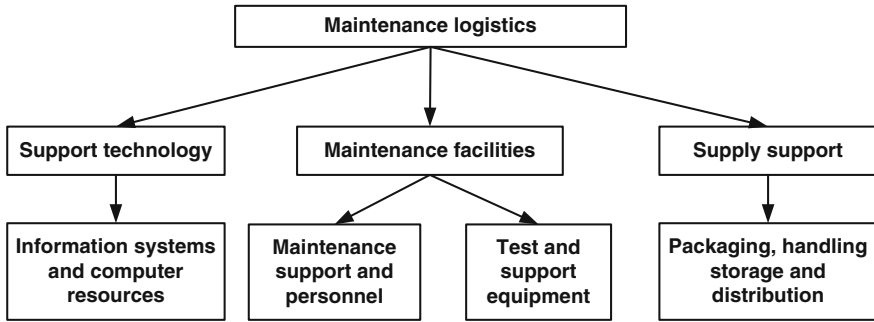 Maintenance logistics
Support technology
Maintenance facilities
Supply support
Information systems
and computer
resources
Maintenance
support and
personnel
Test and
support
equipment
Packaging, handling
storage and
distribution